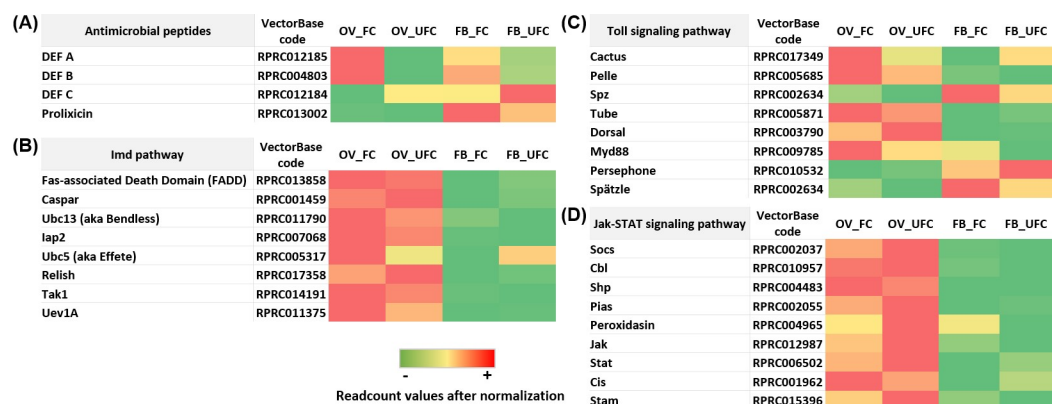 (A) Antimicrobial peptides VectorBase code OV_FC OV_UFC FB_FC FB_UFC
DEF A RPRC012185
DEF B RPRC004803
DEF C RPRC012184
Prolixicin RPRC013002
(B) Imd pathway VectorBase code OV_FC OV_UFC FB_FC FB_UFC
Fas-associated Death Domain (FADD) RPRC013858
Caspar RPRC001459
Ubc13 (aka Bendless) RPRC011790
Iap2 RPRC007068
Ubc5 (aka Effete) RPRC005317
Relish RPRC017358
Tak1 RPRC014191
Uev1A RPRC011375
- +
Readcount values after normalization
(C) Toll signaling pathway VectorBase code OV_FC OV_UFC FB_FC FB_UFC
Cactus RPRC017349
Pelle RPRC005685
Spz RPRC002634
Tube RPRC005871
Dorsal RPRC003790
Myd88 RPRC009785
Persephone RPRC010532
Spätzle RPRC002634
(D) Jak-STAT signaling pathway VectorBase code OV_FC OV_UFC FB_FC FB_UFC
Socs RPRC002037
Cbl RPRC010957
Shp RPRC004483
Pias RPRC002055
Peroxidasin RPRC004965
Jak RPRC012987
Stat RPRC006502
Cis RPRC001962
Stam RPRC015396